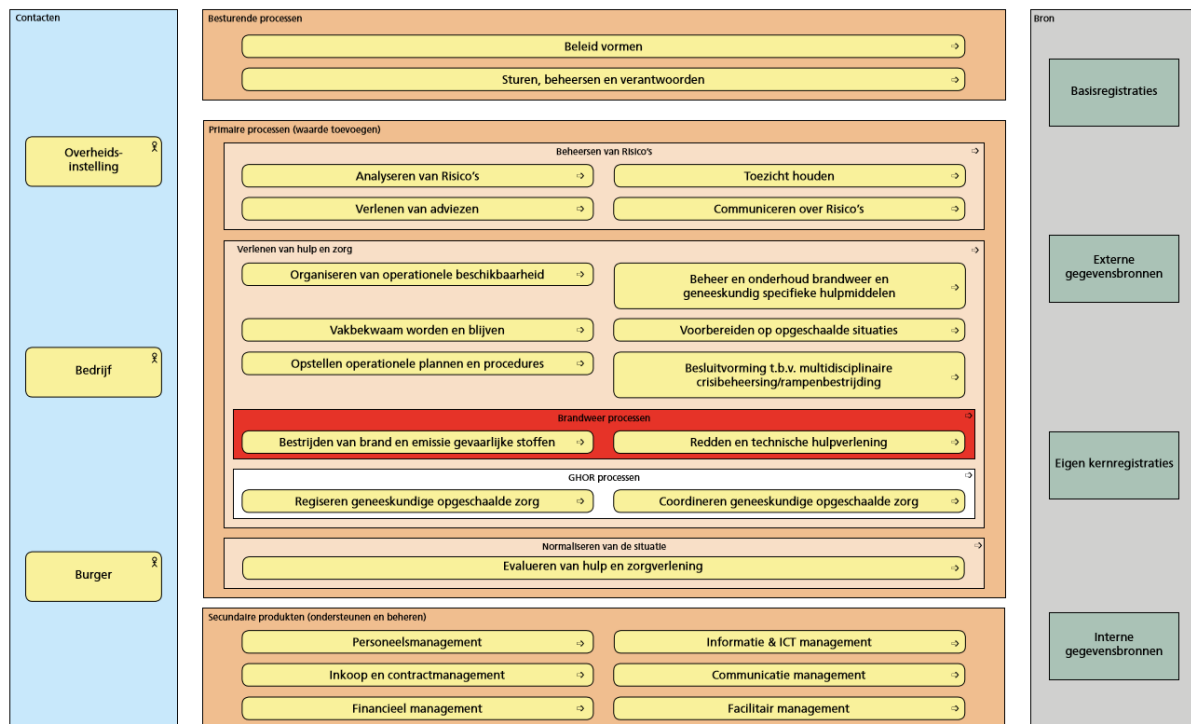 Contacten
Overheids-
instelling
Bedrijf
Burger
Besturende processen
Beleid vormen
Sturen, beheersen en verantwoorden
Primaire processen (waarde toevoegen)
Beheersen van Risico's
Analyseren van Risico's
Toezicht houden
Verlenen van adviezen
Communiceren over Risico's
Verlenen van hulp en zorg
Organiseren van operationele beschikbaarheid
Beheer en onderhoud brandweer en
geneeskundig specifieke hulpmiddelen
Vakbekwaam worden en blijven
Voorbereiden op opgeschaalde situaties
Opstellen operationele plannen en procedures
Besluitvorming t.b.v. multidisciplinaire
crisibeheersing/rampenbestrijding
Brandweer processen
Bestrijden van brand en emissie gevaarlijke stoffen
Redden en technische hulpverlening
GHOR processen
Regiseren geneeskundige opgeschaalde zorg
Coordineren geneeskundige opgeschaalde zorg
Normaliseren van de situatie
Evalueren van hulp en zorgverlening
Secundaire produkten (ondersteunen en beheren)
Personeelsmanagement
Informatie & ICT management
Inkoop en contractmanagement
Communicatie management
Financieel management
Facilitair management
Bron
Basisregistraties
Externe
gegevensbronnen
Eigen kernregistraties
Interne
gegevensbronnen